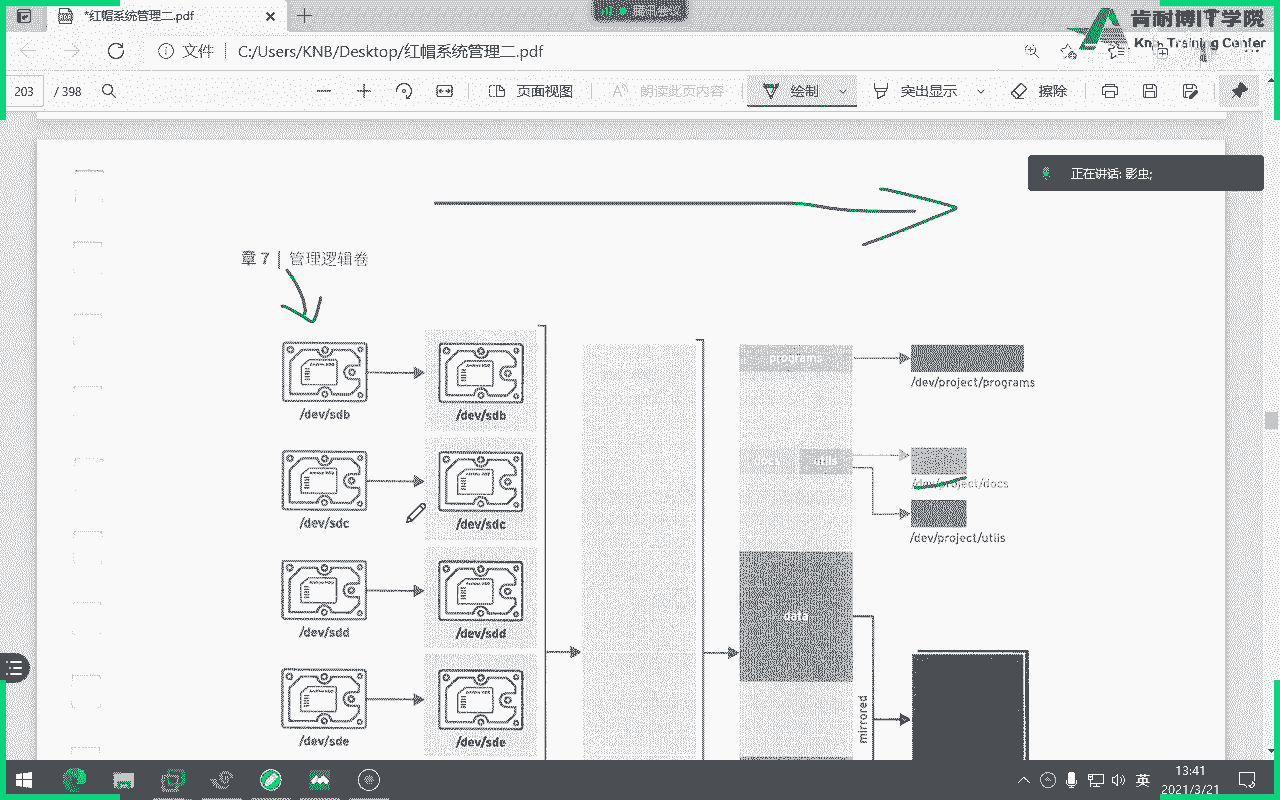 *红帽系统管理二.pdf
肯耐博IT学院
KnB Training Center
文件
C:/Users/KNB/Desktop/红帽系统管理二.pdf
203
/ 398
页面视图
朗读此页内容
绘制
突出显示
擦除
正在讲话: 影虫;
章 7 | 管理逻辑卷
programs
/dev/sdb
/dev/sdb
/dev/project/programs
utils
/dev/project/docs
/dev/sdc
/dev/sdc
/dev/project/utils
data
/dev/sdd
/dev/sdd
mirrored
/dev/sde
/dev/sde
英
13:41
2021/3/21